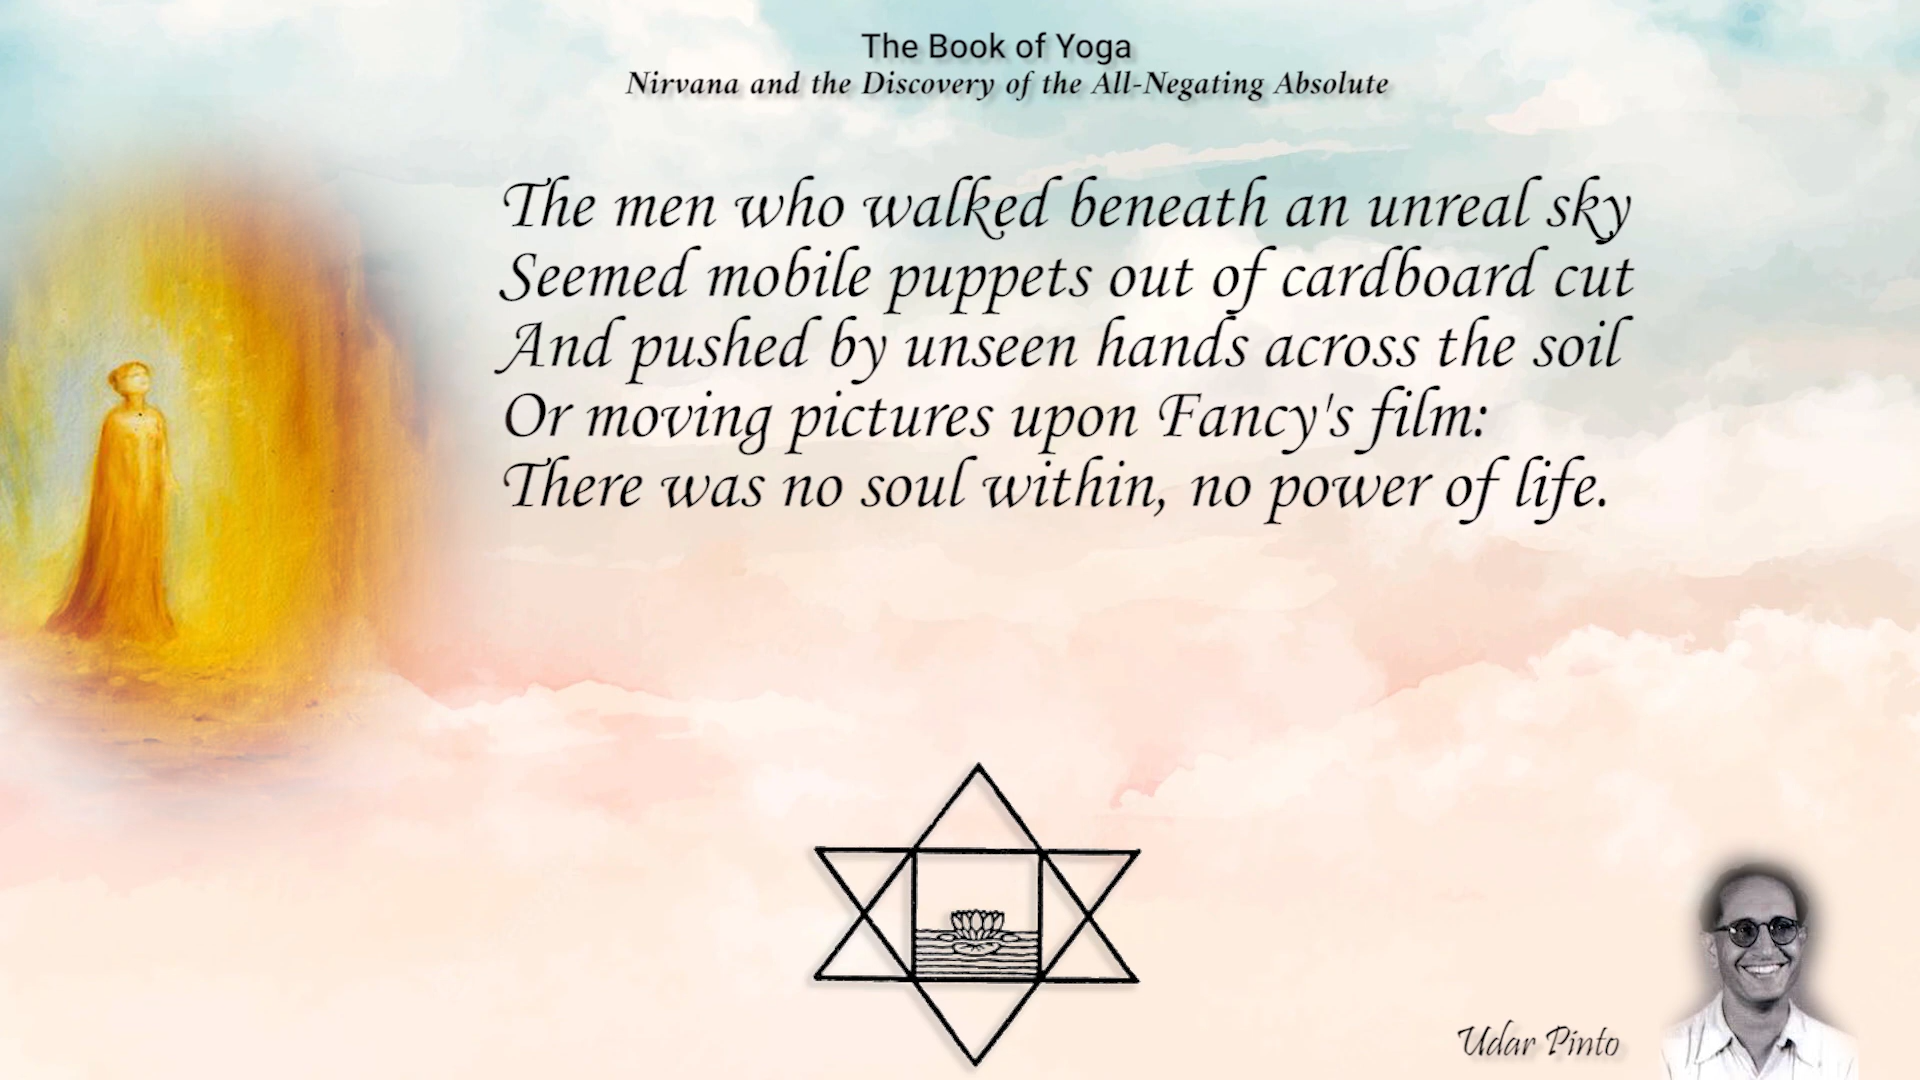 The Book of Yoga
Nirvana and the Discovery of the All-Negating Absolute
The men who walked beneath an unreal sky
Seemed mobile puppets out of cardboard cut
And pushed by unseen hands across the soil
Or moving pictures upon Fancy's film:
There was no soul within, no power of life.
Udar Pinto